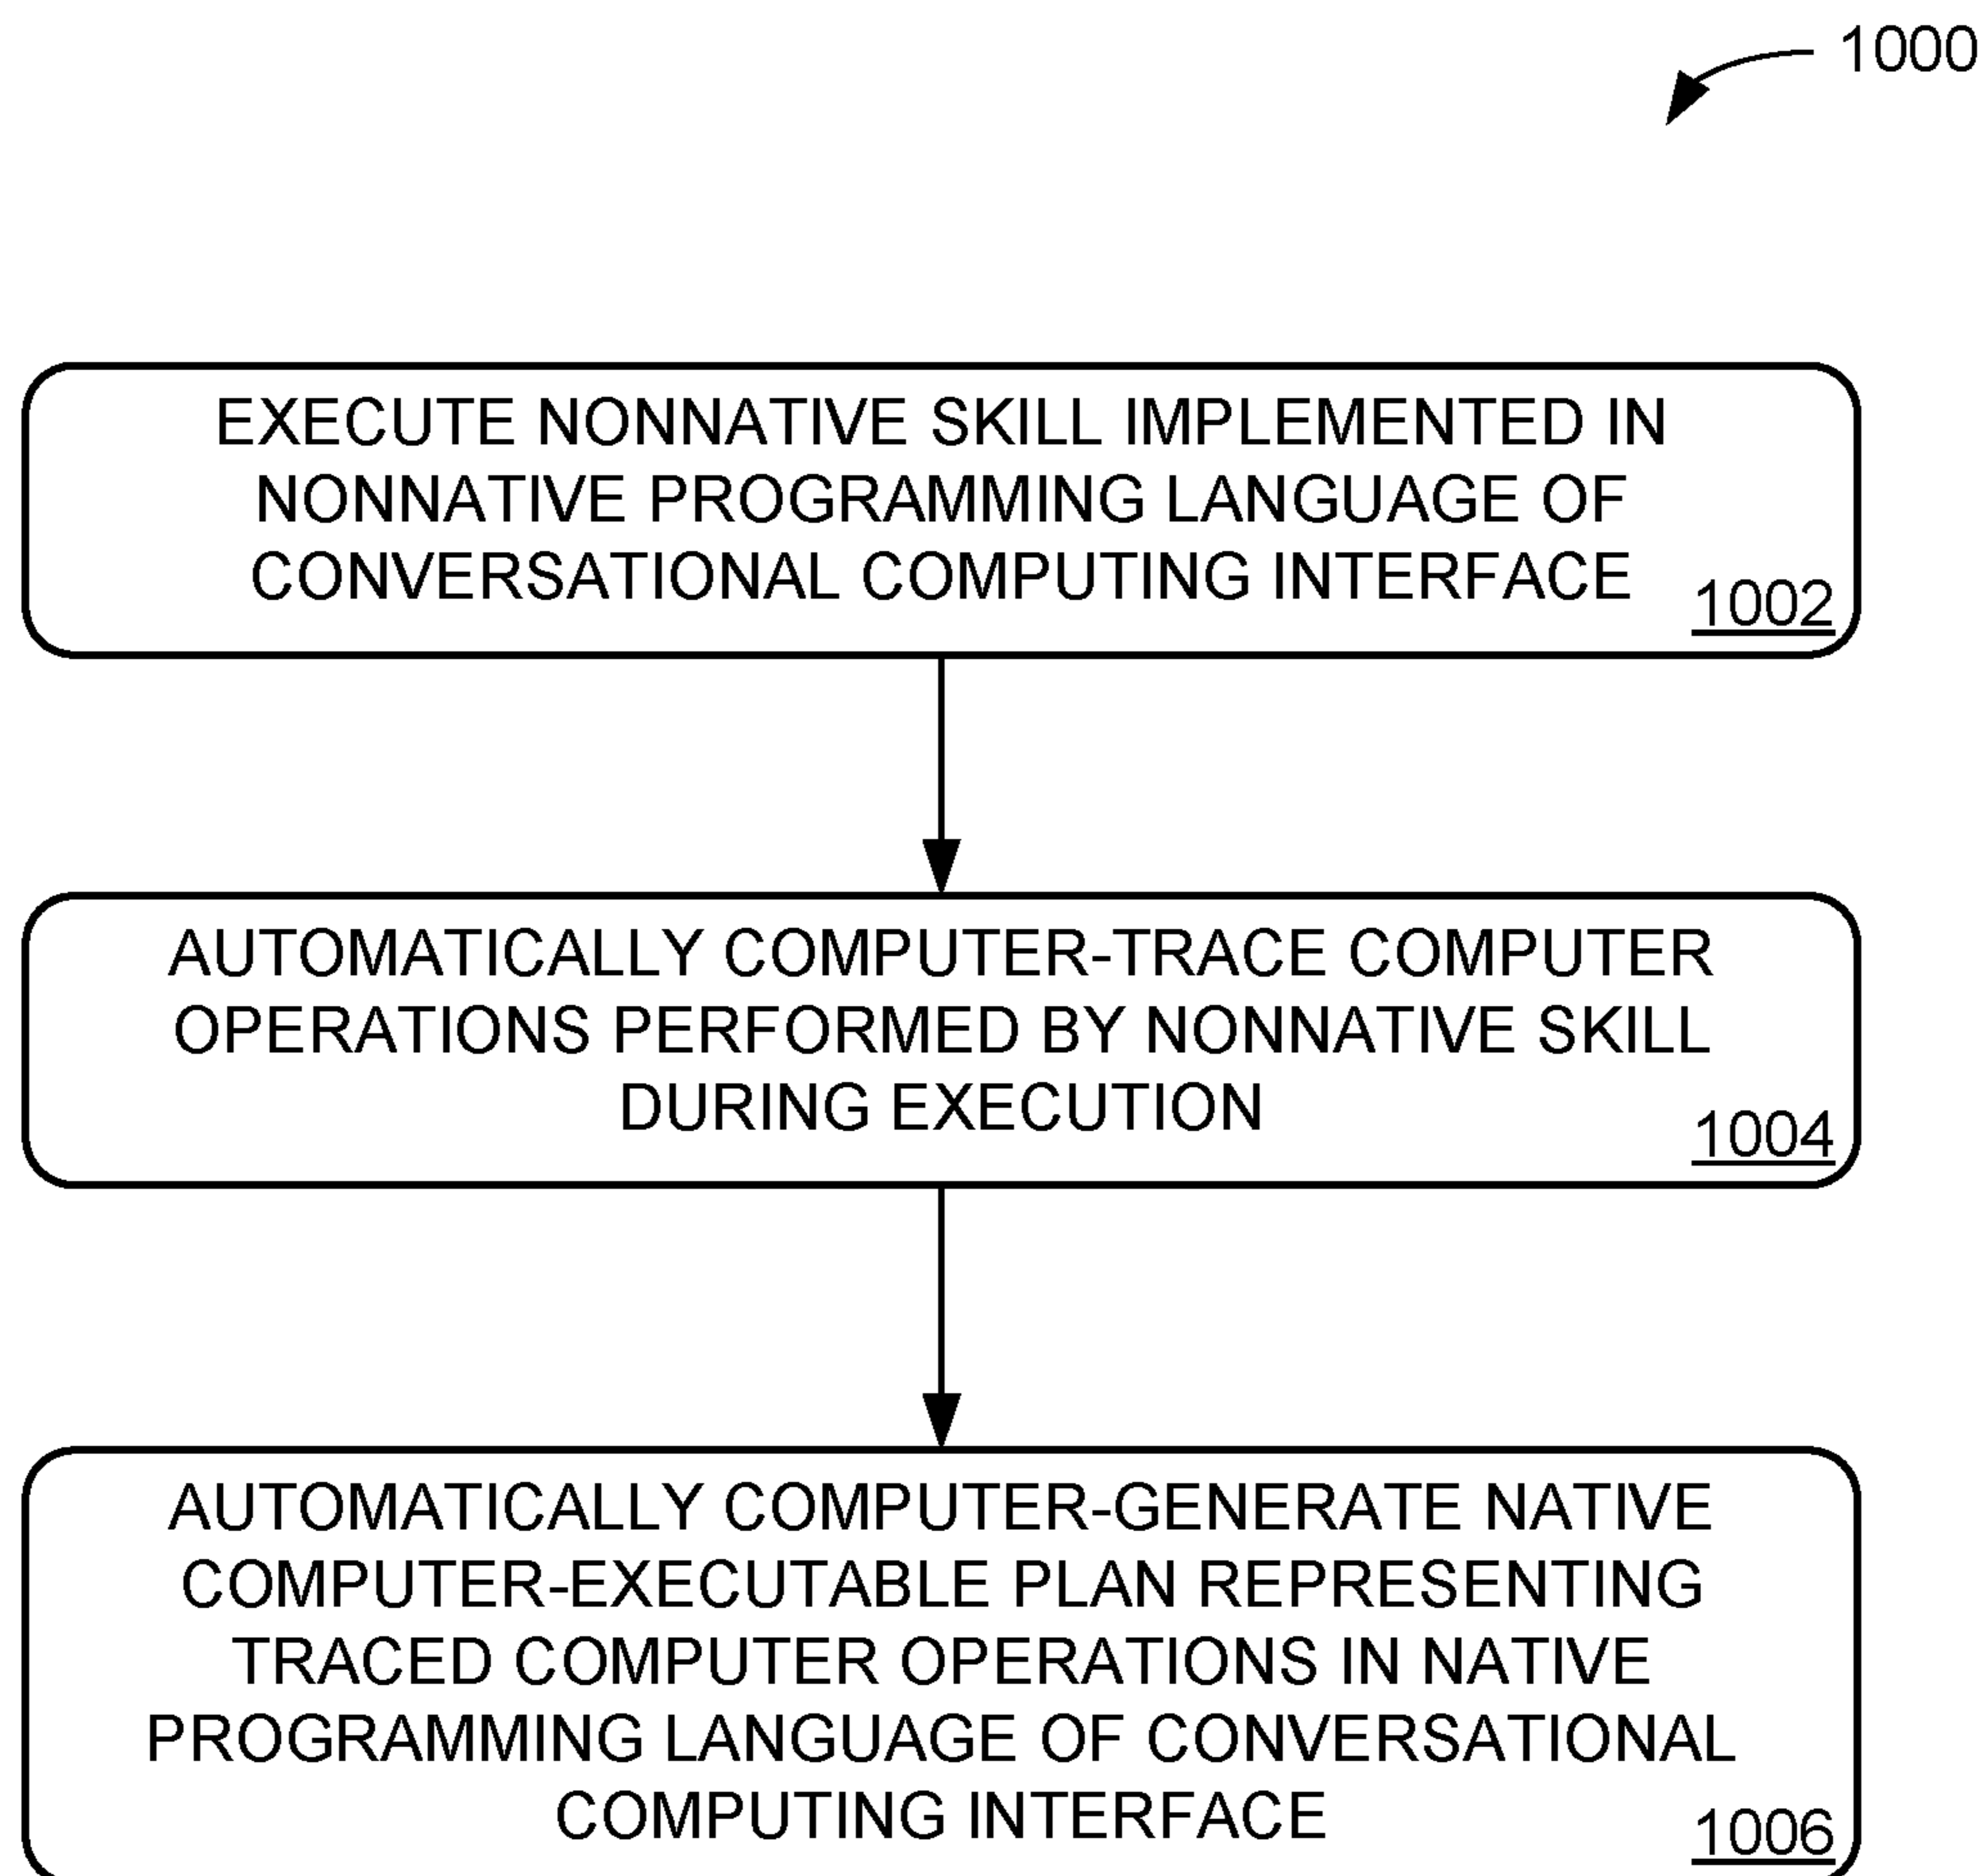 1000
EXECUTE NONNATIVE SKILL IMPLEMENTED IN
NONNATIVE PROGRAMMING LANGUAGE OF
CONVERSATIONAL COMPUTING INTERFACE
1002
AUTOMATICALLY COMPUTER-TRACE COMPUTER
OPERATIONS PERFORMED BY NONNATIVE SKILL
DURING EXECUTION
1004
AUTOMATICALLY COMPUTER-GENERATE NATIVE
COMPUTER-EXECUTABLE PLAN REPRESENTING
TRACED COMPUTER OPERATIONS IN NATIVE
PROGRAMMING LANGUAGE OF CONVERSATIONAL
COMPUTING INTERFACE
1006